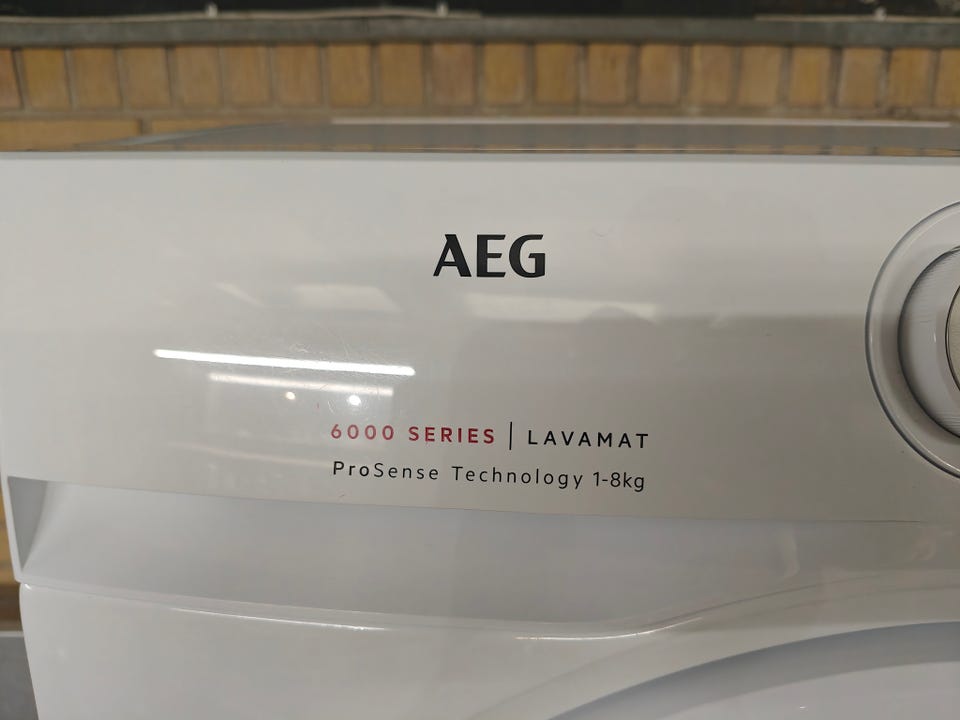 AEG
6000 SERIES | LAVAMAT
ProSense Technology 1-8kg